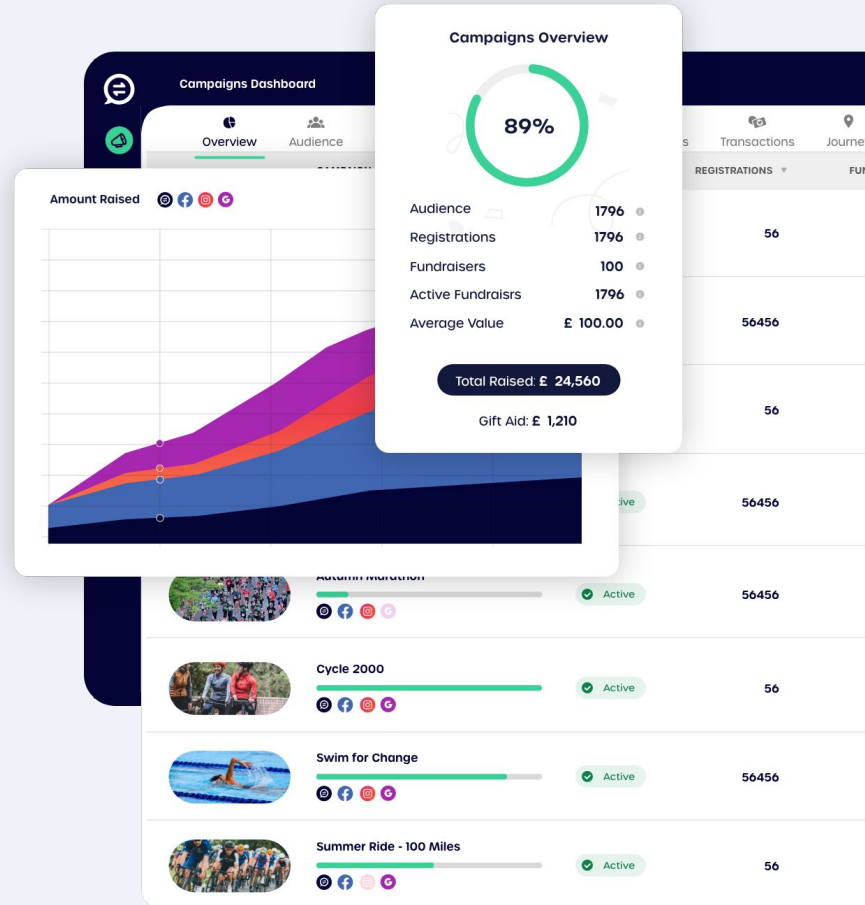 Campaigns Overview
89%
Audience 1796
Registrations 1796
Fundraisers 100
Active Fundraisrs 1796
Average Value £ 100.00
Total Raised: £ 24,560
Gift Aid: £ 1,210
Campaigns Dashboard
Overview Audience Transactions
REGISTRATIONS
Amount Raised
56
56456
56
56456
Autumn Marathon
Active
56456
Cycle 2000
Active
56
Swim for Change
Active
56456
Summer Ride - 100 Miles
Active
56